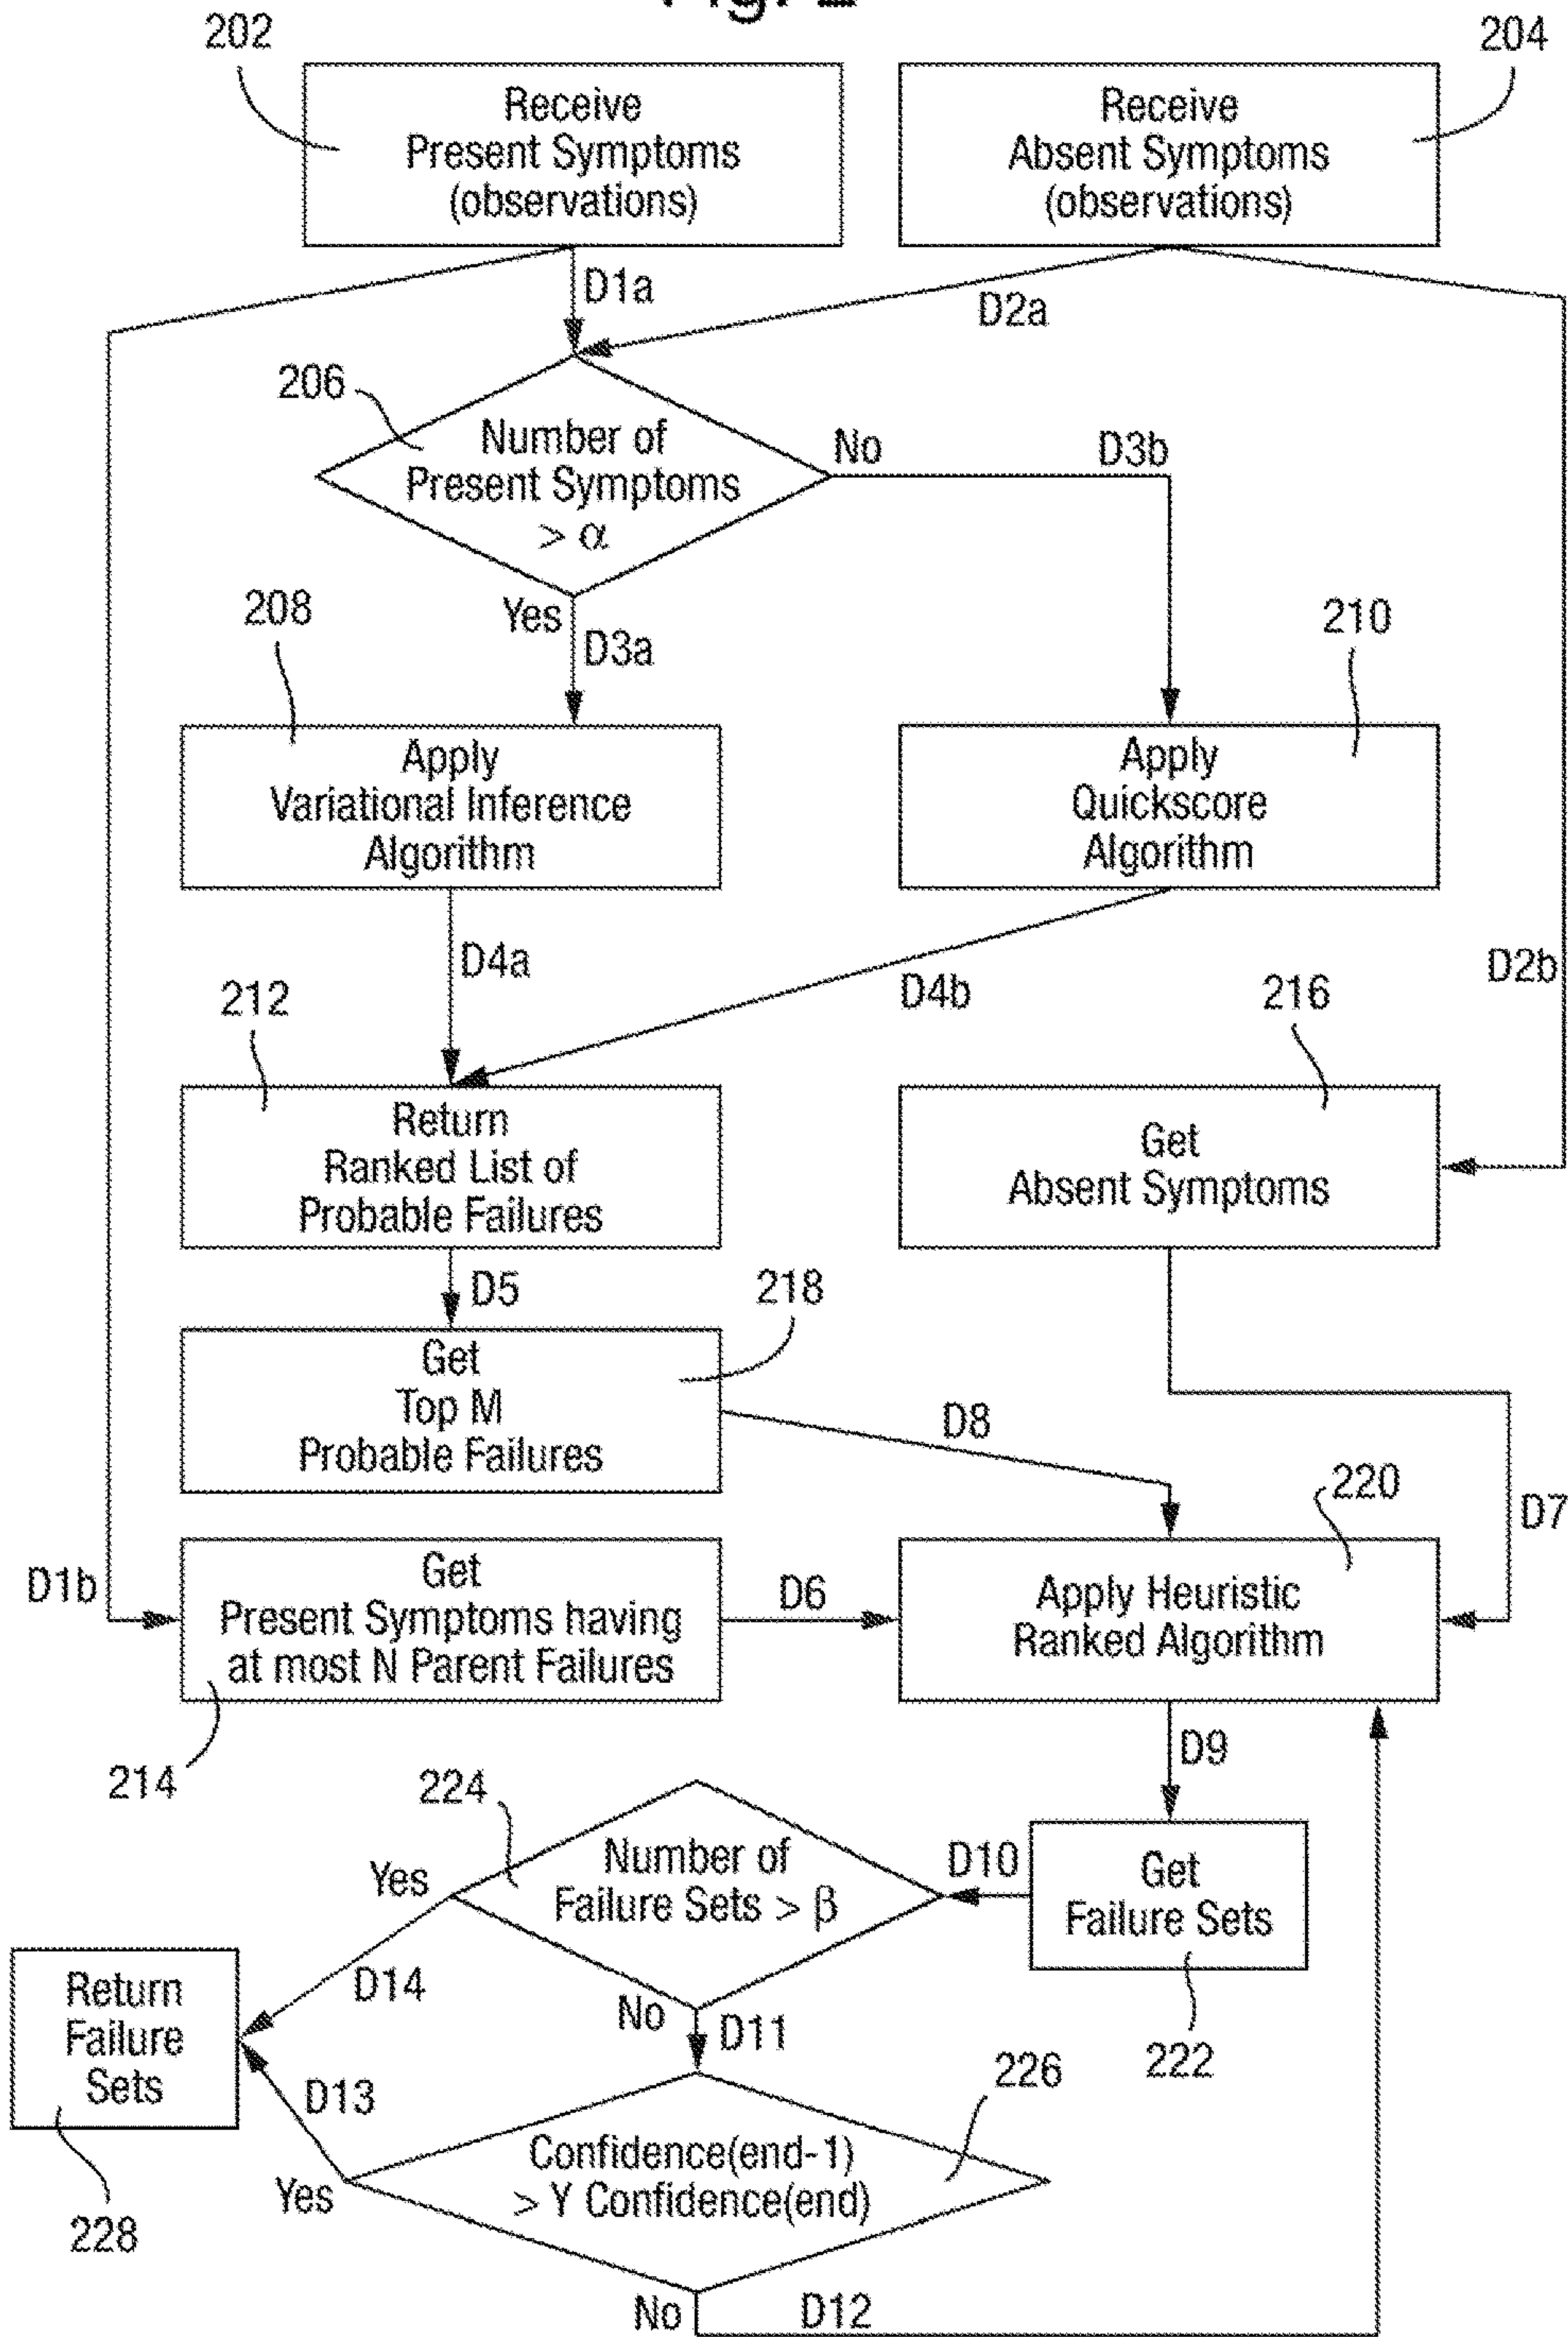 202
204
Receive
Present Symptoms
(observations)
Receive
Absent Symptoms
(observations)
D1a
D2a
206
Number of
Present Symptoms
> α
No
D3b
Yes
D3a
208
210
Apply
Variational Inference
Algorithm
Apply
Quickscore
Algorithm
D4a
D4b
D2b
212
216
Return
Ranked List of
Probable Failures
Get
Absent Symptoms
D5
218
Get
Top M
Probable Failures
D8
220
D7
D1b
Get
Present Symptoms having
at most N Parent Failures
D6
Apply Heuristic
Ranked Algorithm
214
D9
224
Number of
Failure Sets > β
Yes
D10
Get
Failure Sets
D14
No
D11
222
Return
Failure
Sets
D13
226
Confidence(end-1)
> Y Confidence(end)
Yes
228
No
D12